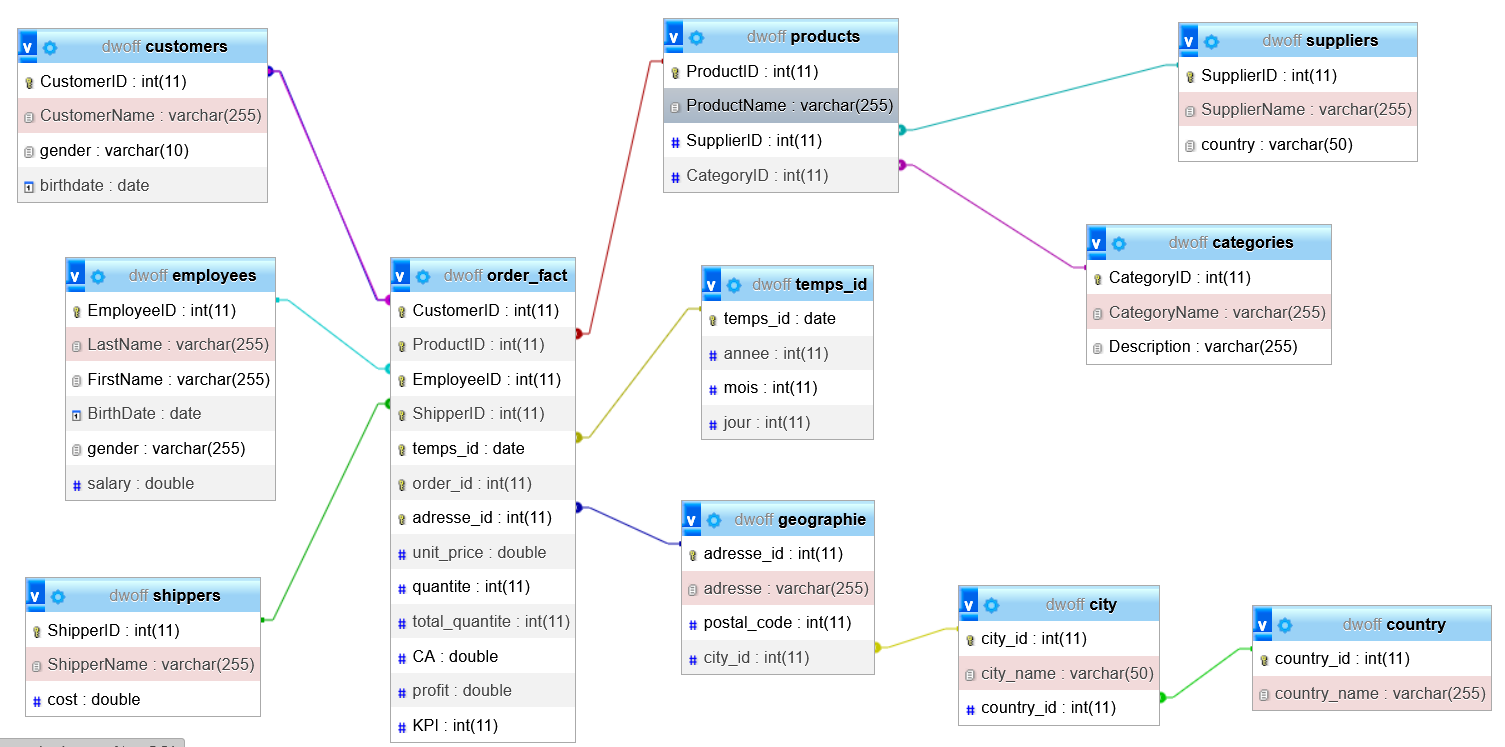 dwoff customers
CustomerID : int(11)
CustomerName : varchar(255)
gender : varchar(10)
birthdate : date
dwoff employees
EmployeeID : int(11)
LastName : varchar(255)
FirstName : varchar(255)
BirthDate : date
gender : varchar(255)
salary : double
dwoff shippers
ShipperID : int(11)
ShipperName : varchar(255)
cost : double
dwoff order_fact
CustomerID : int(11)
ProductID : int(11)
EmployeeID : int(11)
ShipperID : int(11)
temps_id : date
order_id : int(11)
adresse_id : int(11)
unit_price : double
quantite : int(11)
total_quantite : int(11)
CA : double
profit : double
KPI : int(11)
dwoff products
ProductID : int(11)
ProductName : varchar(255)
SupplierID : int(11)
CategoryID : int(11)
dwoff temps_id
temps_id : date
annee : int(11)
mois : int(11)
jour : int(11)
dwoff geographie
adresse_id : int(11)
adresse : varchar(255)
postal_code : int(11)
city_id : int(11)
dwoff suppliers
SupplierID : int(11)
SupplierName : varchar(255)
country : varchar(50)
dwoff categories
CategoryID : int(11)
CategoryName : varchar(255)
Description : varchar(255)
dwoff city
city_id : int(11)
city_name : varchar(50)
country_id : int(11)
dwoff country
country_id : int(11)
country_name : varchar(255)